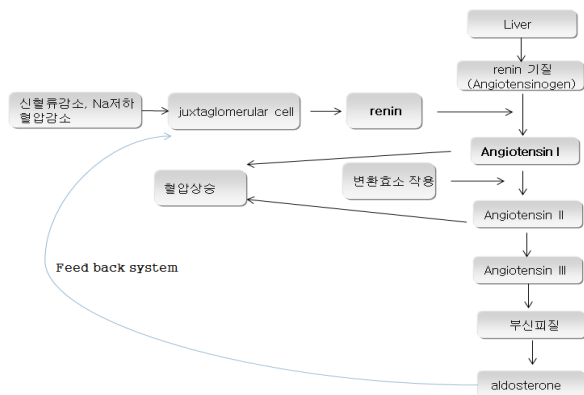 Liver
renin 기질
(Angiotensinogen)
신혈류감소, Na저하
혈압감소
juxtaglomerular cell
renin
Angiotensin I
혈압상승
변환효소 작용
Angiotensin II
Feed back system
Angiotensin III
부신피질
aldosterone